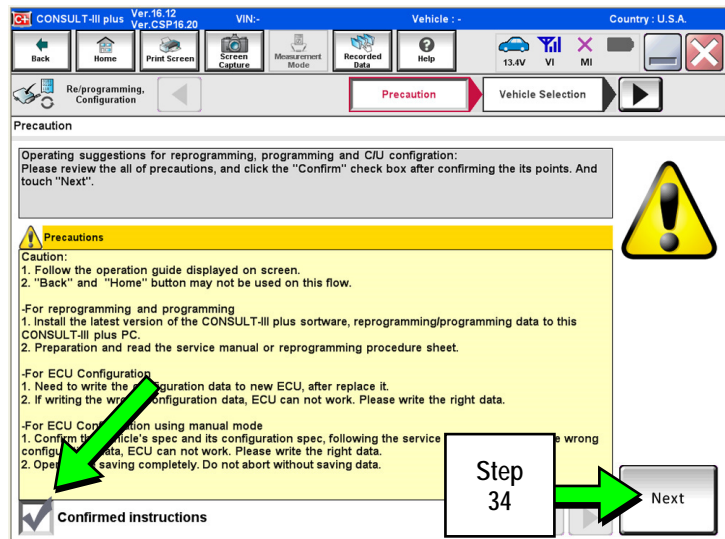 CONSULT-III plus Ver.16.12 Ver.CSP16.20 VIN:- Vehicle : - Country : U.S.A.
Back Home Print Screen Screen Capture Measurement Mode Recorded Data Help 13.4V VI MI
Re/programming, Configuration Precaution Vehicle Selection
Precaution
Operating suggestions for reprogramming, programming and C/U configration:
Please review the all of precautions, and click the "Confirm" check box after confirming the its points. And
touch "Next".
Precautions
Caution:
1. Follow the operation guide displayed on screen.
2. "Back" and "Home" button may not be used on this flow.
-For reprogramming and programming
1. Install the latest version of the CONSULT-III plus sortware, reprogramming/programming data to this
CONSULT-III plus PC.
2. Preparation and read the service manual or reprogramming procedure sheet.
-For ECU Configuration
1. Need to write the configuration data to new ECU, after replace it.
2. If writing the wrong configuration data, ECU can not work. Please write the right data.
-For ECU Configuration using manual mode
1. Confirm the vehicle's spec and its configuration spec, following the service wrong
data, ECU can not work. Please write the right data.
2. saving completely. Do not abort without saving data.
Confirmed instructions
Step
34
Next